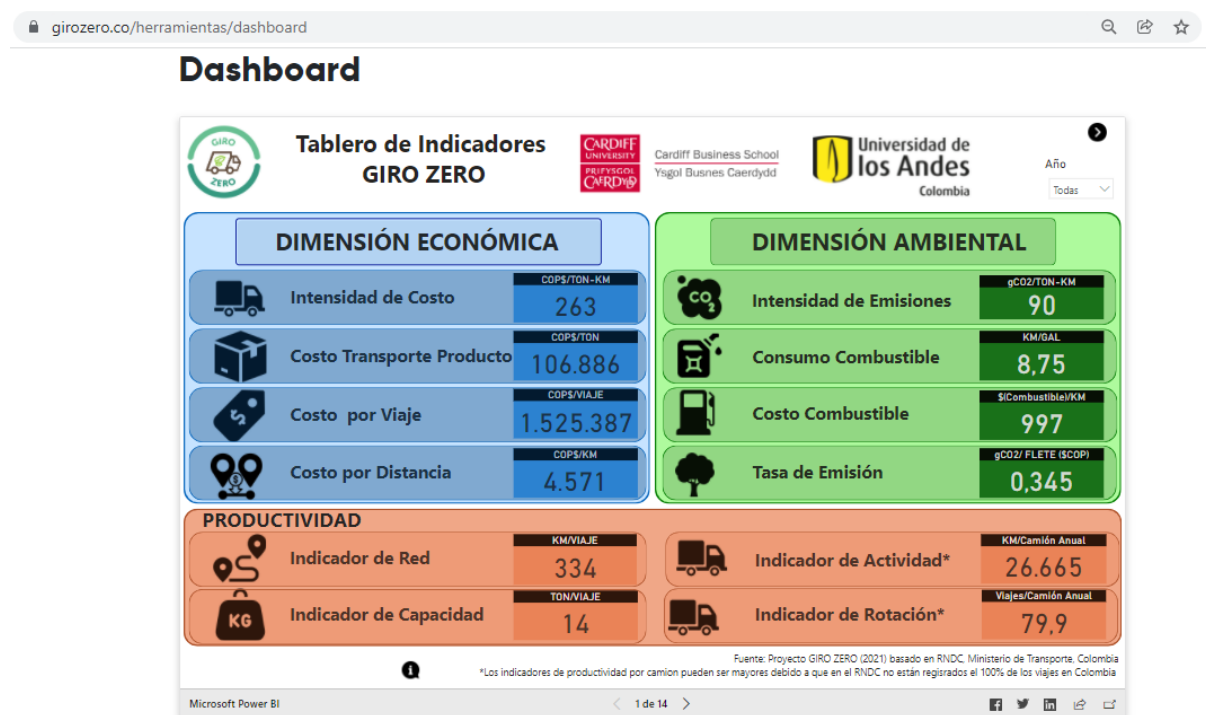 girozero.co/herramientas/dashboard
Dashboard
GIRO
ZERO
Tablero de Indicadores
GIRO ZERO
CARDIFF
UNIVERSITY
PRIFYSGOL
CAERDYDD
Cardiff Business School
Ysgol Busnes Caerdydd
Universidad de
los Andes
Colombia
Año
Todas
DIMENSIÓN ECONÓMICA
Intensidad de Costo
COP$/TON-KM
263
Costo Transporte Producto
COP$/TON
106.886
Costo por Viaje
COP$/VIAJE
1.525.387
Costo por Distancia
COP$/KM
4.571
DIMENSIÓN AMBIENTAL
CO2
Intensidad de Emisiones
gCO2/TON-KM
90
Consumo Combustible
KM/GAL
8,75
Costo Combustible
$(Combustible)/KM
997
Tasa de Emisión
gCO2/ FLETE ($COP)
0,345
PRODUCTIVIDAD
Indicador de Red
KM/VIAJE
334
KG
Indicador de Capacidad
TON/VIAJE
14
Indicador de Actividad*
KM/Camión Anual
26.665
Indicador de Rotación*
Viajes/Camión Anual
79,9
Fuente: Proyecto GIRO ZERO (2021) basado en RNDC, Ministerio de Transporte, Colombia
*Los indicadores de productividad por camion pueden ser mayores debido a que en el RNDC no están regisrados el 100% de los viajes en Colombia
Microsoft Power BI
1 de 14